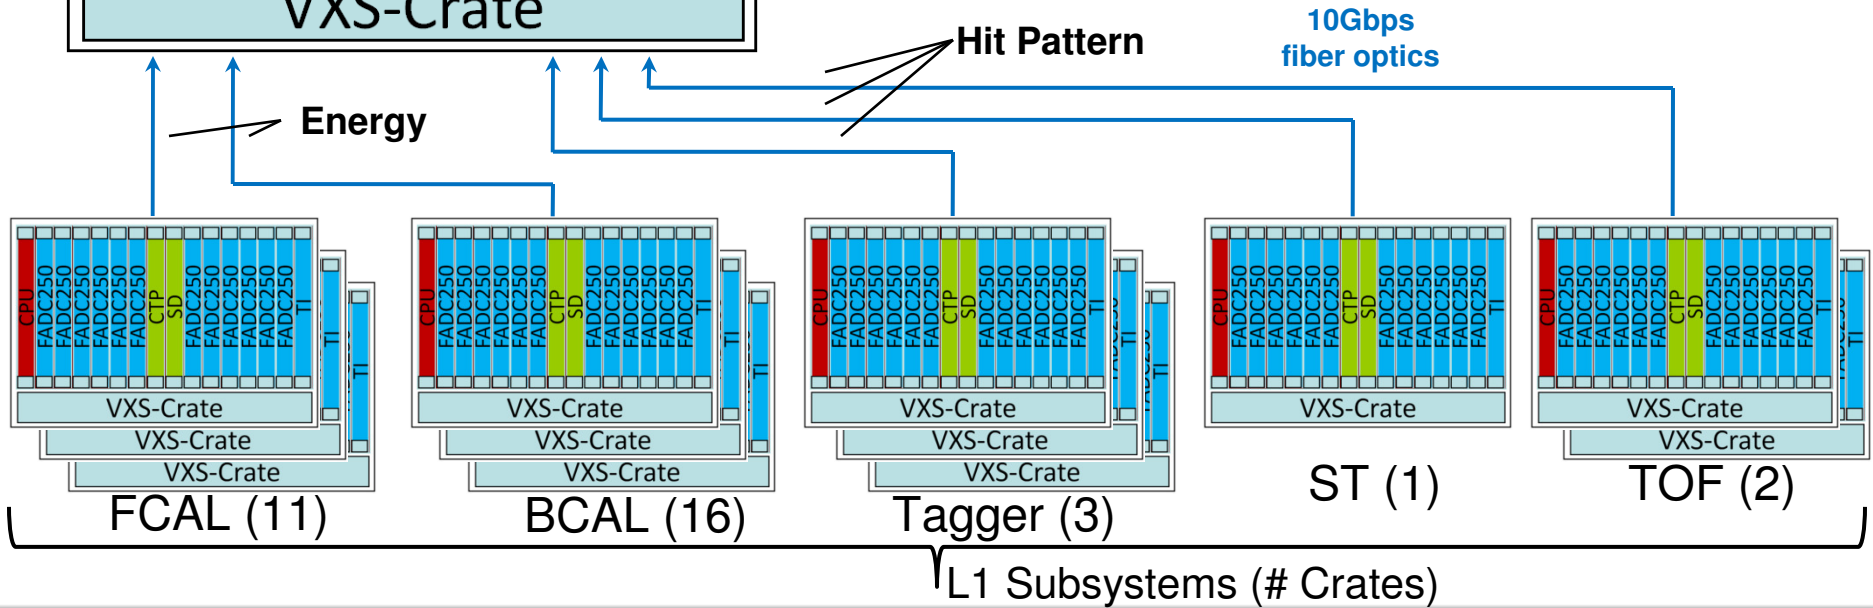 VXS-Crate
Hit Pattern
10Gbps
fiber optics
Energy
CPU FADC250 FADC250 FADC250 FADC250 FADC250 FADC250 CTP SD FADC250 FADC250 FADC250 FADC250 FADC250 FADC250 TI
TI
TI
VXS-Crate
VXS-Crate
VXS-Crate
CPU FADC250 FADC250 FADC250 FADC250 FADC250 FADC250 CTP SD FADC250 FADC250 FADC250 FADC250 FADC250 FADC250 TI
TI
TI
VXS-Crate
VXS-Crate
VXS-Crate
CPU FADC250 FADC250 FADC250 FADC250 FADC250 FADC250 CTP SD FADC250 FADC250 FADC250 FADC250 FADC250 FADC250 TI
TI
TI
VXS-Crate
VXS-Crate
VXS-Crate
CPU FADC250 FADC250 FADC250 FADC250 FADC250 FADC250 CTP SD FADC250 FADC250 FADC250 FADC250 FADC250 FADC250 TI
VXS-Crate
CPU FADC250 FADC250 FADC250 FADC250 FADC250 FADC250 CTP SD FADC250 FADC250 FADC250 FADC250 FADC250 FADC250 TI
TI
VXS-Crate
VXS-Crate
FCAL (11)
BCAL (16)
Tagger (3)
ST (1)
TOF (2)
L1 Subsystems (# Crates)